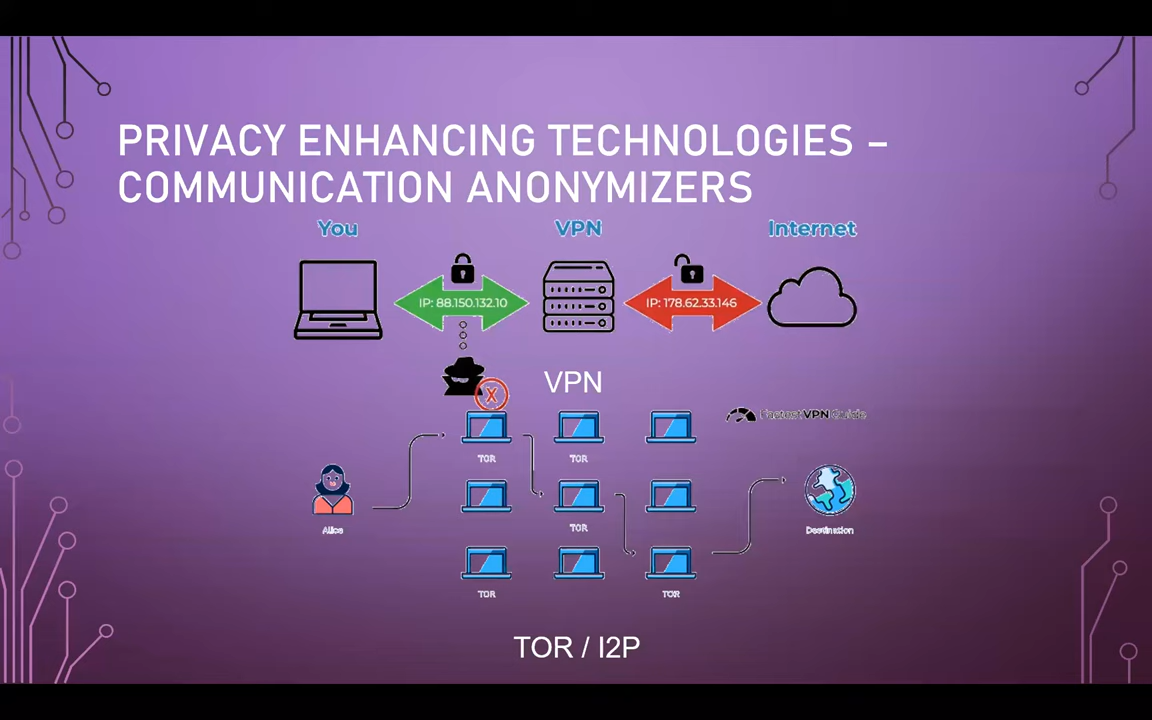 PRIVACY ENHANCING TECHNOLOGIES –
COMMUNICATION ANONYMIZERS
You VPN Internet
IP: 88.150.132.10 IP: 178.62.33.146
X
VPN
FastestVPNGuide
TOR TOR
Alice TOR Destination
TOR TOR
TOR / I2P